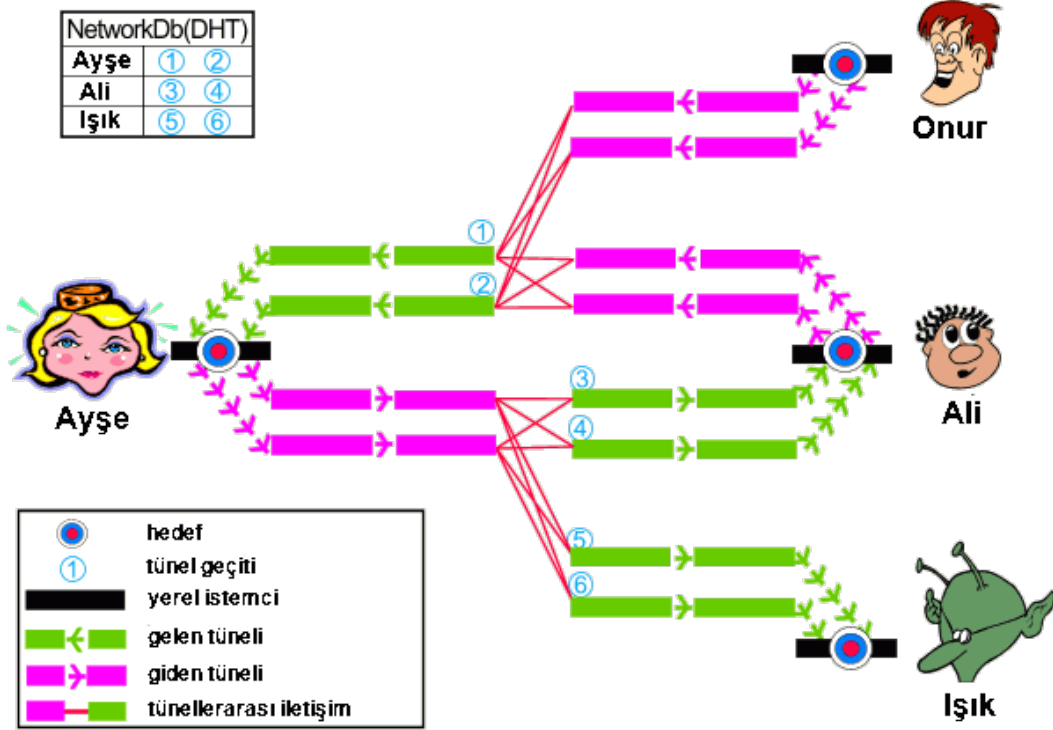 NetworkDb(DHT)
Ayşe 1 2
Ali 3 4
Işık 5 6
Onur
1
2
Ayşe
3
4
Ali
5
6
Işık
hedef
1 tünel geçiti
yerel istemci
gelen tüneli
giden tüneli
tünellerarası iletişim